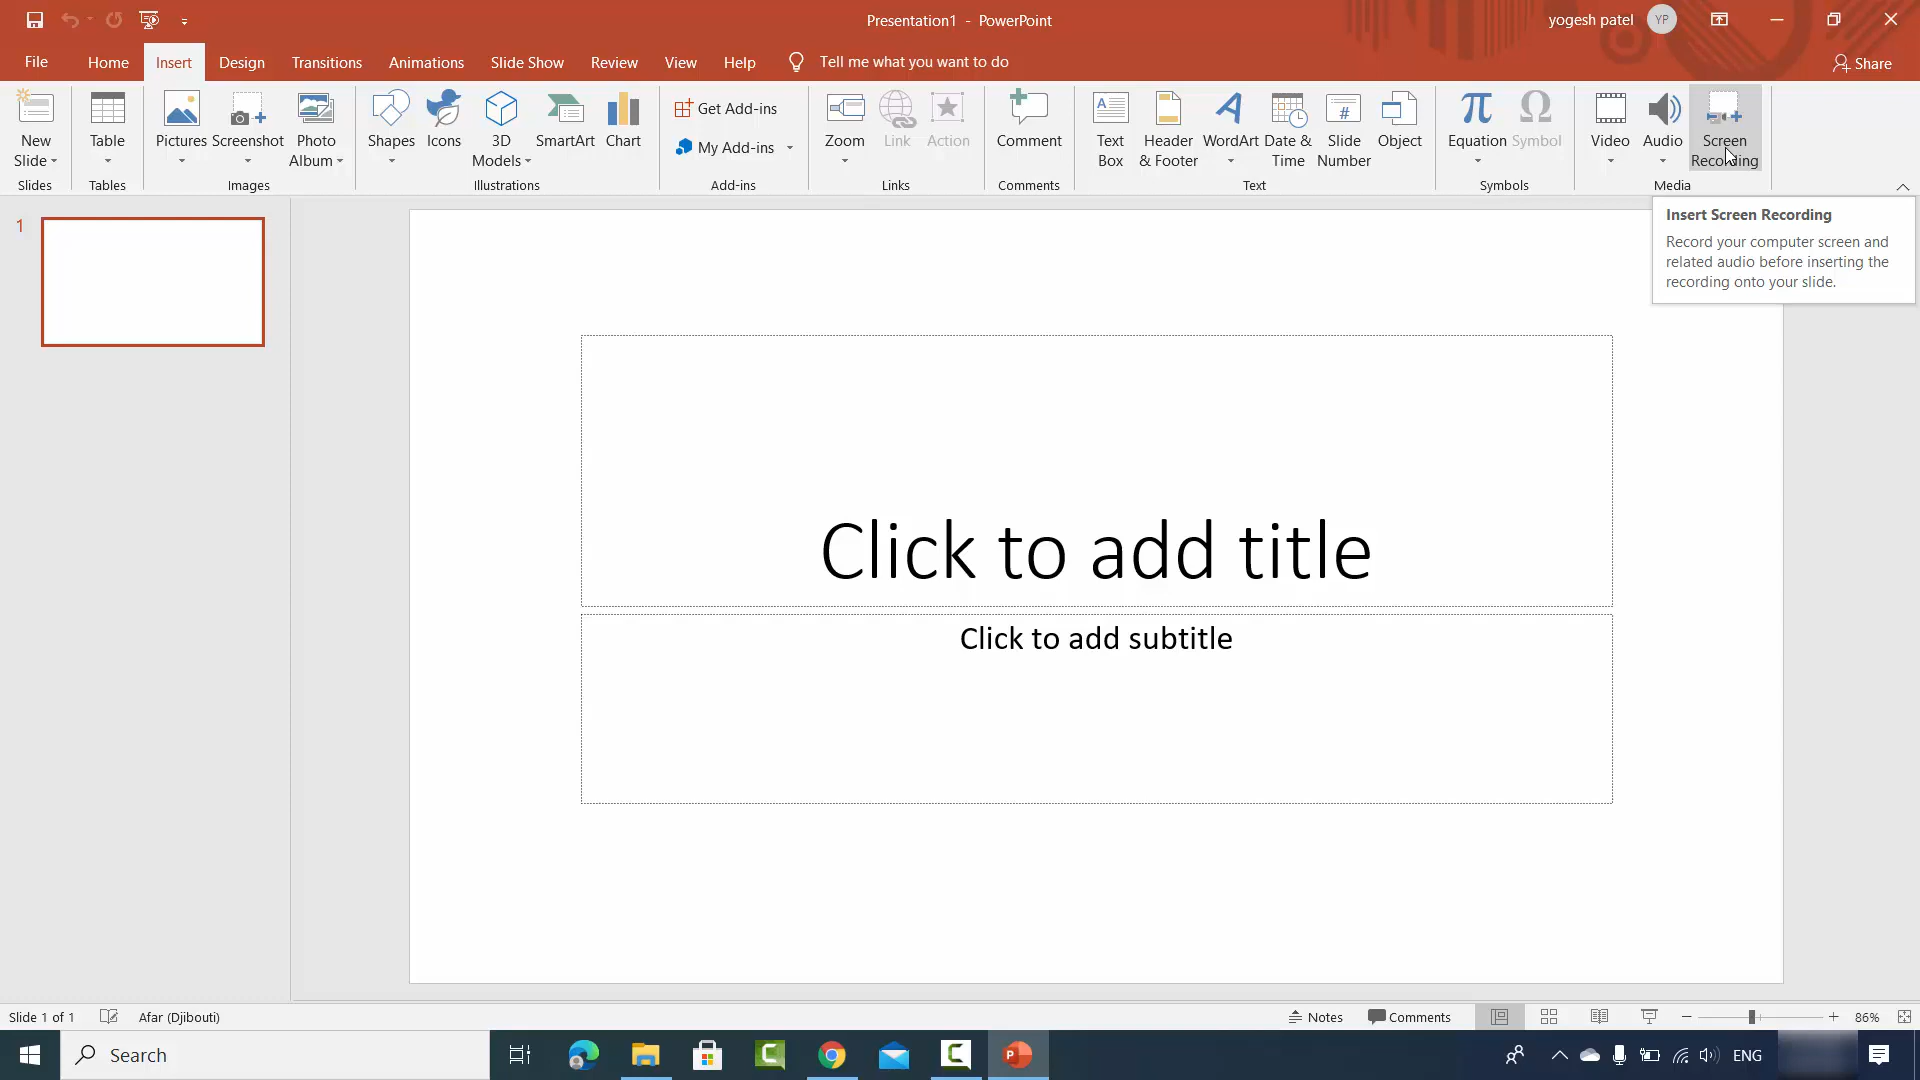 Presentation1 - PowerPoint
yogesh patel YP
File Home Insert Design Transitions Animations Slide Show Review View Help Tell me what you want to do Share
New Slide
Slides
Table
Tables
Pictures
Screenshot
Photo Album
Images
Shapes
Icons
3D Models
SmartArt
Chart
Illustrations
Get Add-ins
My Add-ins
Add-ins
Zoom
Link
Action
Links
Comment
Comments
Text Box
Header & Footer
WordArt
Date & Time
Slide Number
Object
Text
Equation
Symbol
Symbols
Video
Audio
Screen Recording
Media
Insert Screen Recording
Record your computer screen and
related audio before inserting the
recording onto your slide.
1
Click to add title
Click to add subtitle
Slide 1 of 1 Afar (Djibouti) Notes Comments 86%
Search ENG